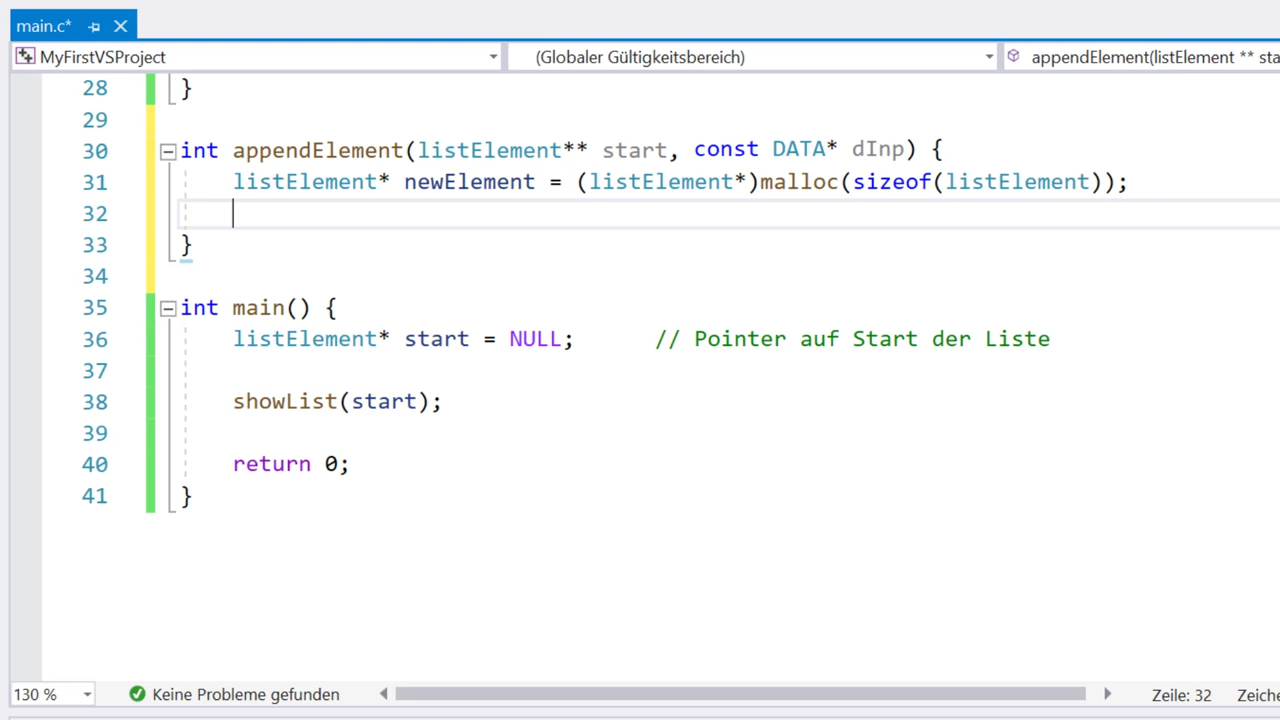 main.c*
MyFirstVSProject (Globaler Gültigkeitsbereich) appendElement(listElement ** sta
28 }
29
30 int appendElement(listElement** start, const DATA* dInp) {
31 listElement* newElement = (listElement*)malloc(sizeof(listElement));
32
33 }
34
35 int main() {
36 listElement* start = NULL; // Pointer auf Start der Liste
37
38 showList(start);
39
40 return 0;
41 }
130 % Keine Probleme gefunden Zeile: 32 Zeiche